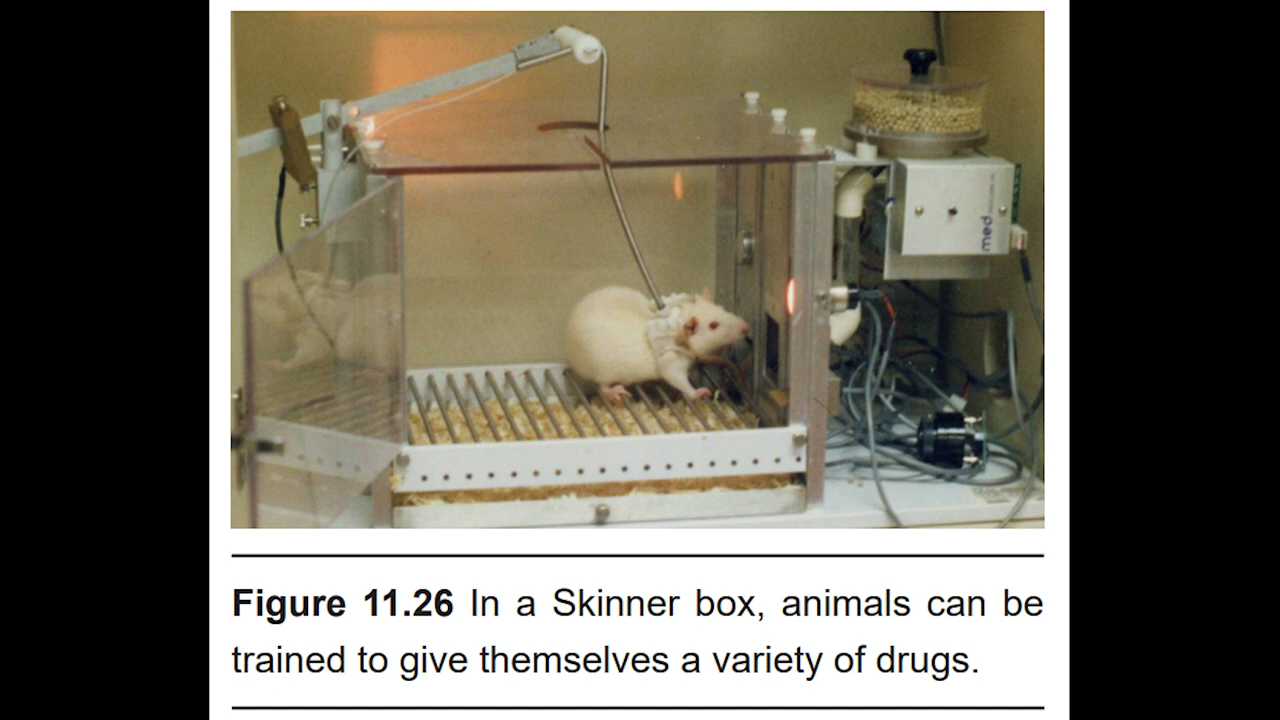 med
Figure 11.26 In a Skinner box, animals can be
trained to give themselves a variety of drugs.